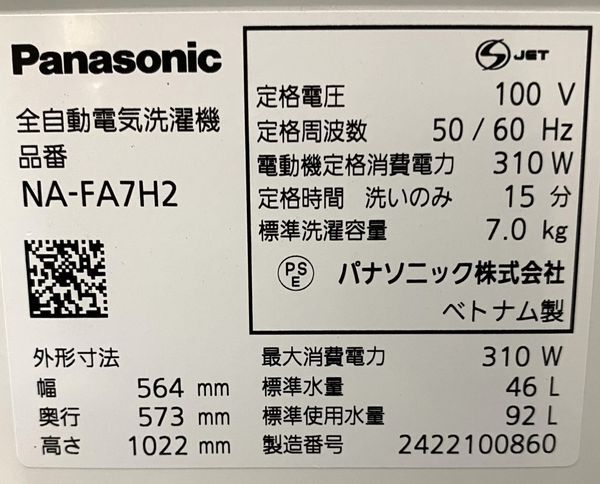 Panasonic
全自動電気洗濯機
品番
NA-FA7H2
JET
定格電圧 100 V
定格周波数 50 / 60 Hz
電動機定格消費電力 310 W
定格時間 洗いのみ 15 分
標準洗濯容量 7.0 kg
PS
E
パナソニック株式会社
ベトナム製
外形寸法
幅 564 mm
奥行 573 mm
高さ 1022 mm
最大消費電力 310 W
標準水量 46 L
標準使用水量 92 L
製造番号 2422100860